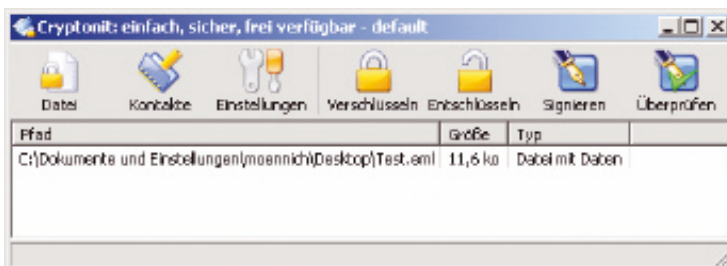 Cryptonit: einfach, sicher, frei verfügbar - default
Datei Kontakte Einstellungen Verschlüsseln Entschlüsseln Signieren Überprüfen
Pfad Größe Typ
C:\Dokumente und Einstellungen\moennich\Desktop\Test.eml 11,6 ko Datei mit Daten